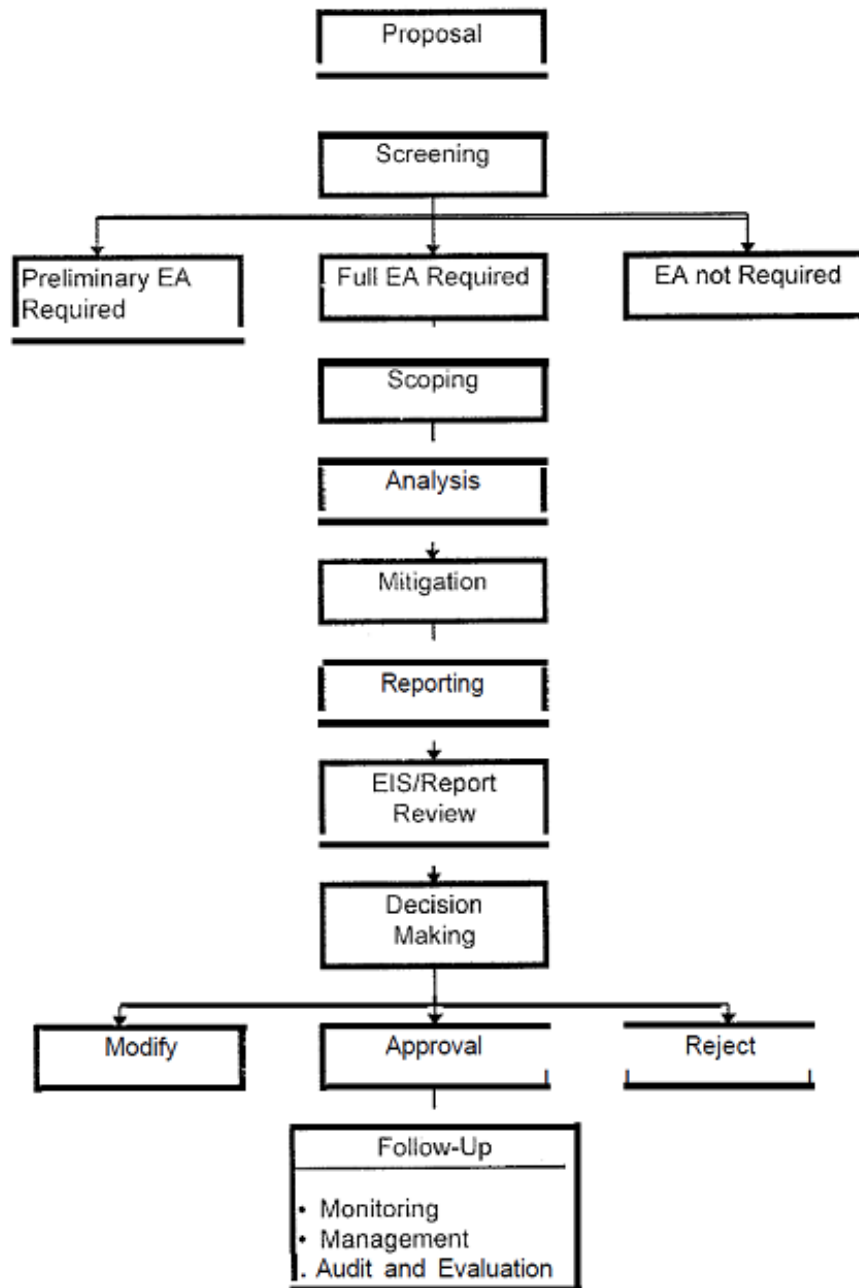 Proposal
Screening
Preliminary EA
Required
Full EA Required
EA not Required
Scoping
Analysis
Mitigation
Reporting
EIS/Report
Review
Decision
Making
Modify
Approval
Reject
Follow-Up
• Monitoring
• Management
. Audit and Evaluation